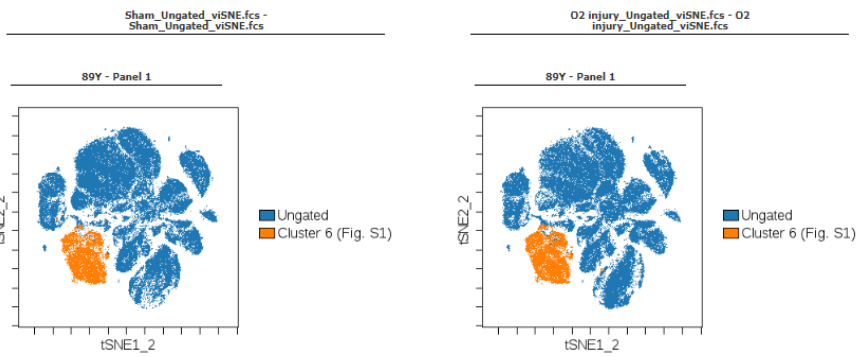 Sham_Ungated_viSNE.fcs -
Sham_Ungated_viSNE.fcs
89Y - Panel 1
tSNE2_2
tSNE1_2
Ungated
Cluster 6 (Fig. S1)
O2 injury_Ungated_viSNE.fcs - O2
injury_Ungated_viSNE.fcs
89Y - Panel 1
tSNE2_2
tSNE1_2
Ungated
Cluster 6 (Fig. S1)